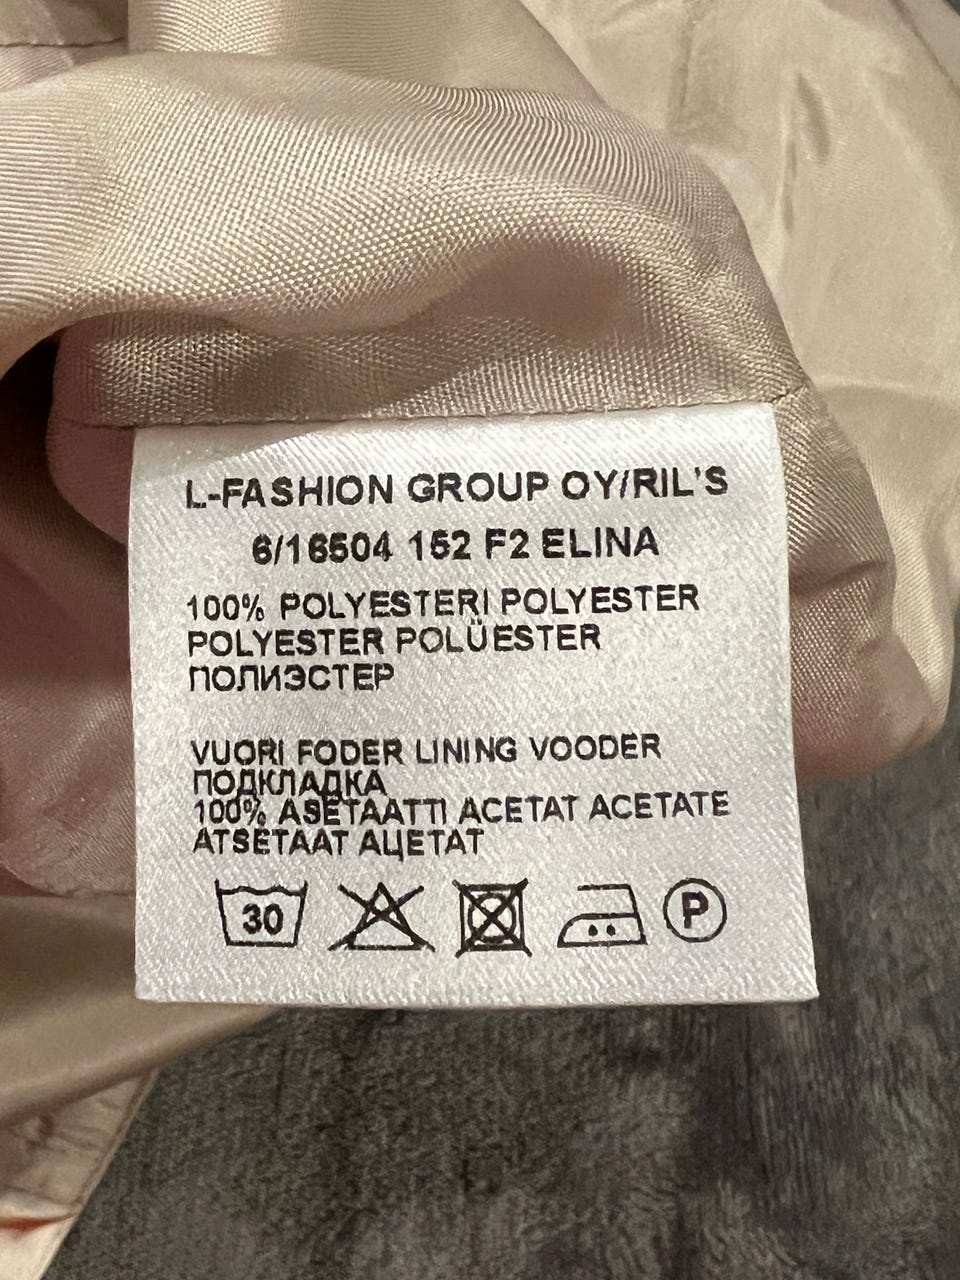 L-FASHION GROUP OY/RIL'S
6/16504 152 F2 ELINA
100% POLYESTERI POLYESTER
POLYESTER POLÜESTER
ПОЛИЭСТЕР
VUORI FODER LINING VOODER
ПОДКЛАДКА
100% ASETAATTI ACETAT ACETATE
ATSETAAT АЦЕТАТ
30
P